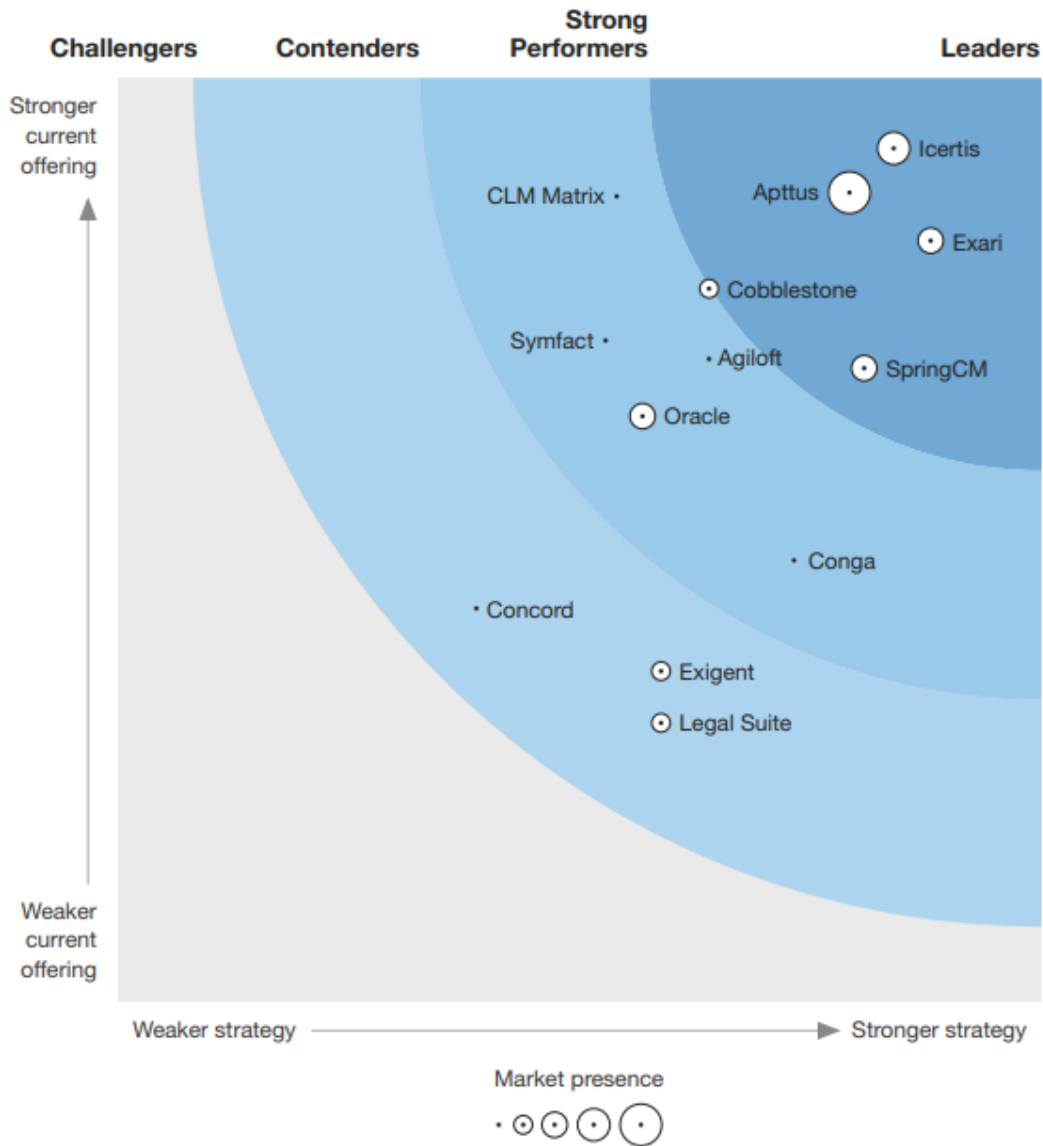 Challengers
Contenders
Strong
Performers
Leaders
Stronger
current
offering
Icertis
CLM Matrix
Apttus
Exari
Cobblestone
Symfact
Agiloft
SpringCM
Oracle
Conga
Concord
Exigent
Legal Suite
Weaker
current
offering
Weaker strategy
Stronger strategy
Market presence